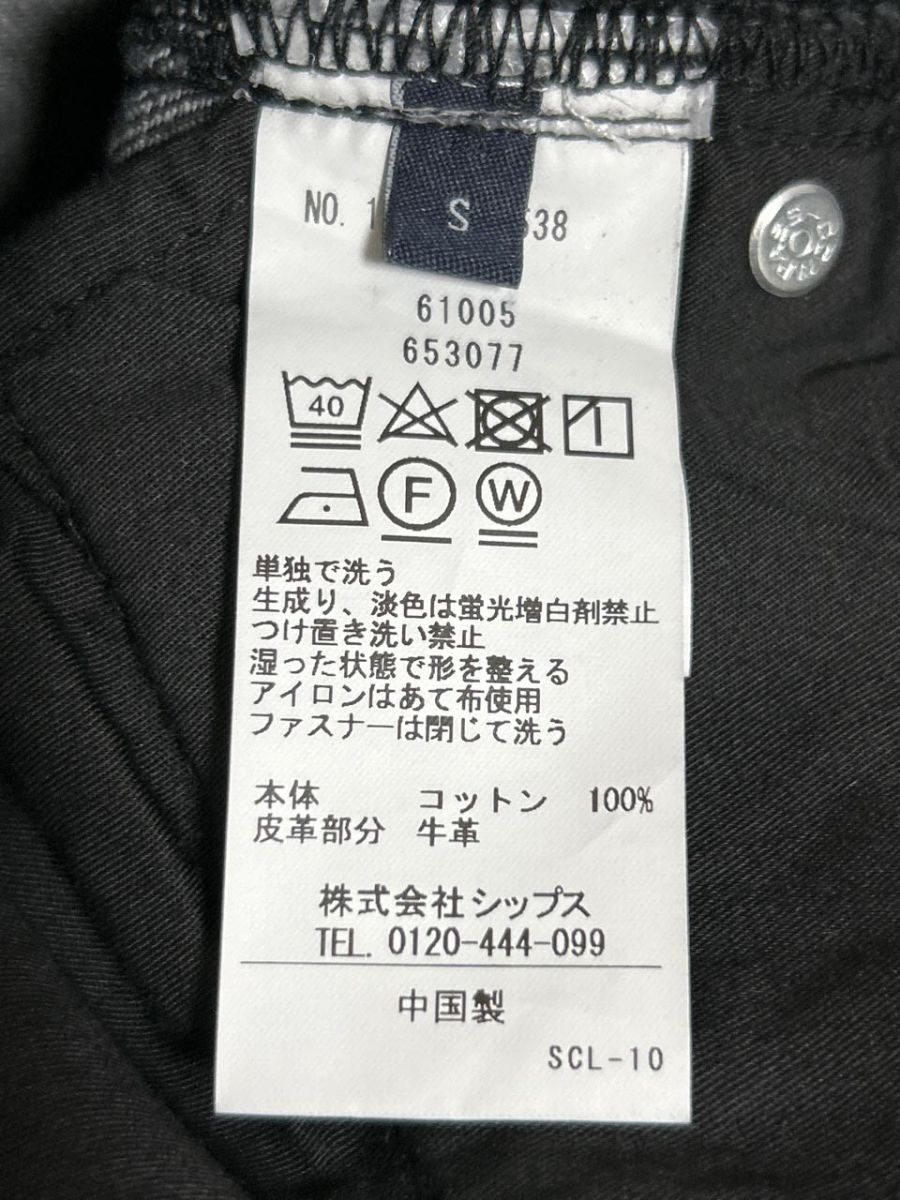 NO. 1
S
538
61005
653077
40
F
W
単独で洗う
生成り、淡色は蛍光増白剤禁止
つけ置き洗い禁止
湿った状態で形を整える
アイロンはあて布使用
ファスナーは閉じて洗う
本体 コットン 100%
皮革部分 牛革
株式会社シップス
TEL. 0120-444-099
中国製
SCL-10